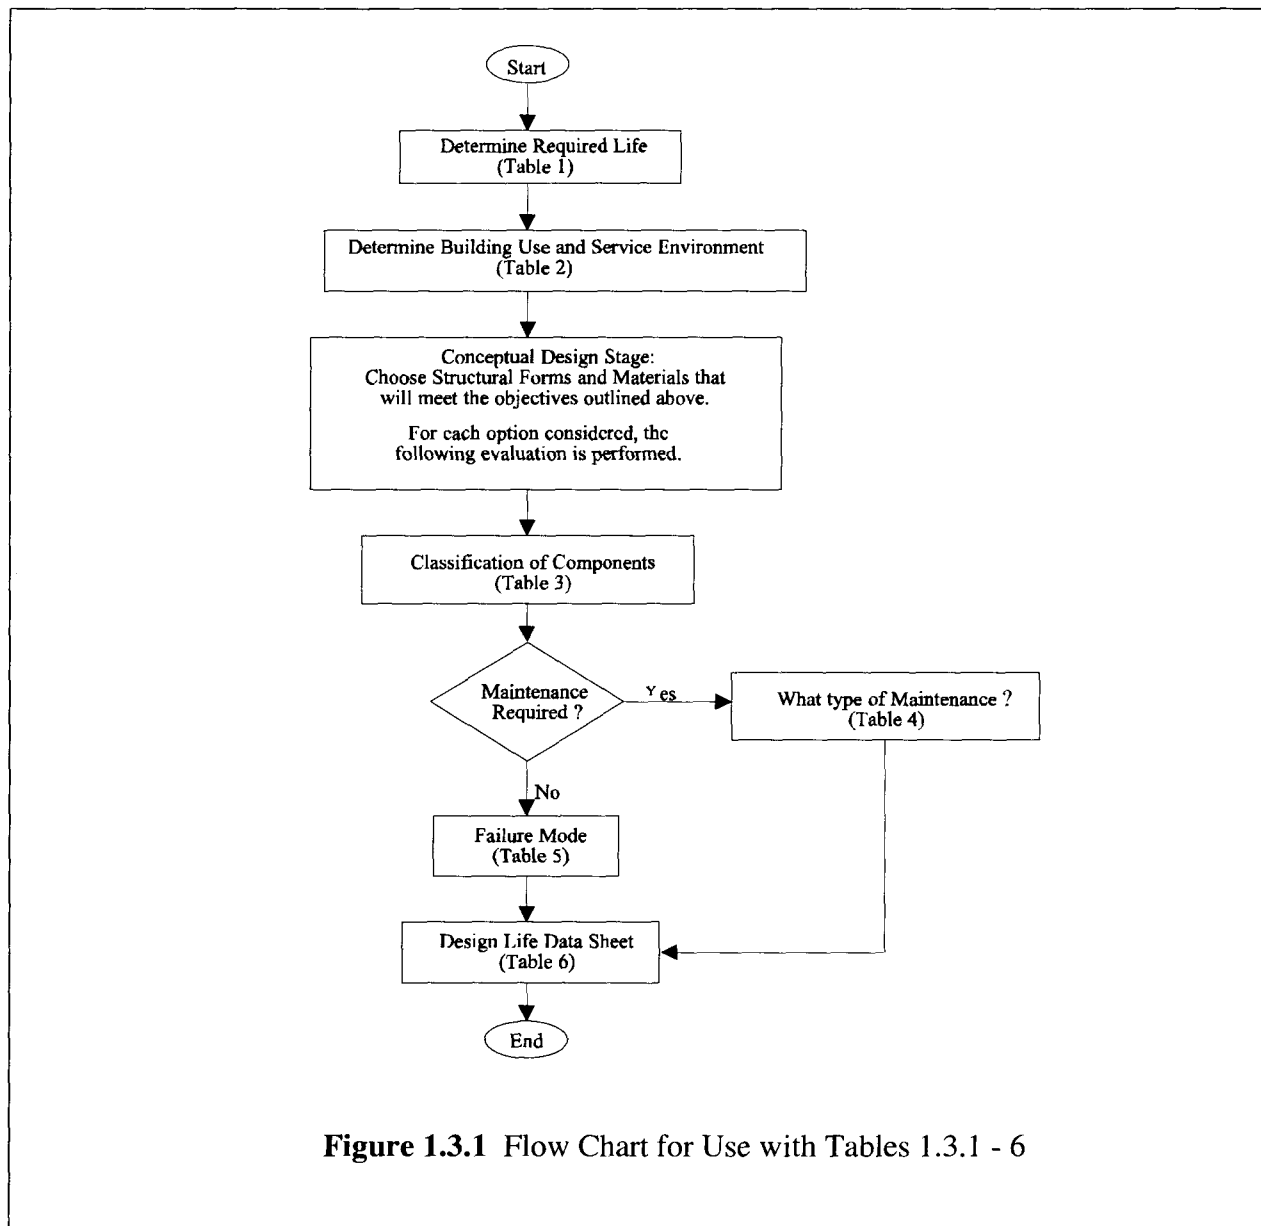 Start
Determine Required Life
(Table 1)
Determine Building Use and Service Environment
(Table 2)
Conceptual Design Stage:
Choose Structural Forms and Materials that
will meet the objectives outlined above.
For each option considered, the
following evaluation is performed.
Classification of Components
(Table 3)
Maintenance
Required ?
Yes
What type of Maintenance ?
(Table 4)
No
Failure Mode
(Table 5)
Design Life Data Sheet
(Table 6)
End
Figure 1.3.1 Flow Chart for Use with Tables 1.3.1 - 6